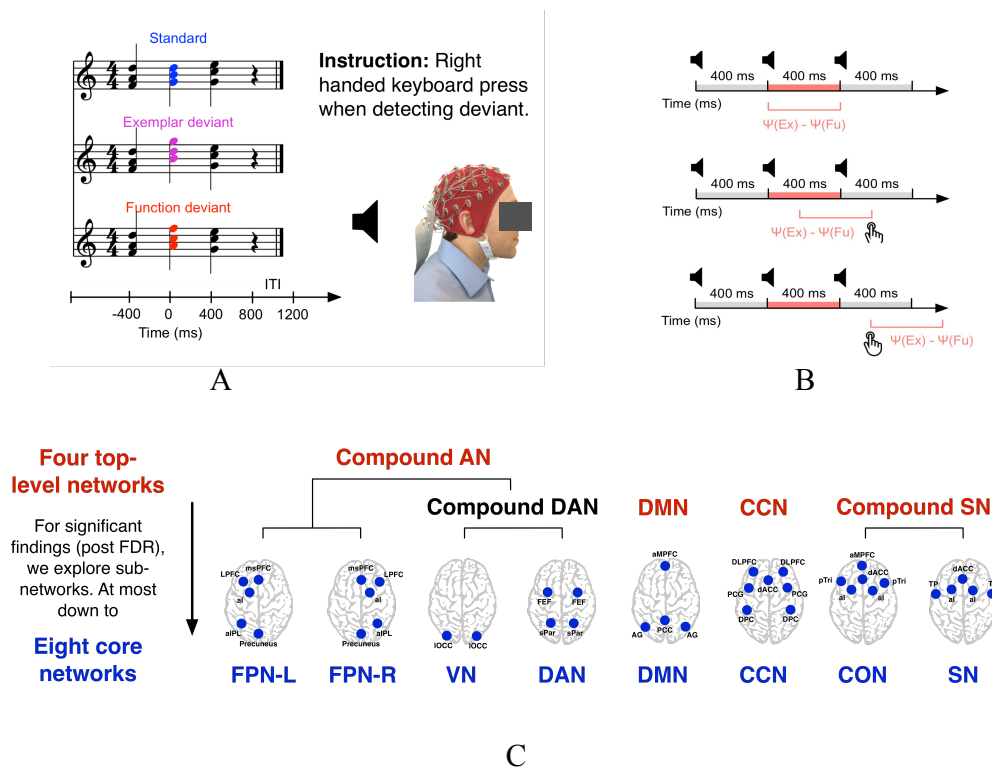 Standard
Exemplar deviant
Function deviant
Instruction: Right
handed keyboard press
when detecting deviant.
ITI
-400 0 400 800 1200
Time (ms)
A
400 ms 400 ms 400 ms
Time (ms)
Ψ(Ex) - Ψ(Fu)
400 ms 400 ms 400 ms
Time (ms)
Ψ(Ex) - Ψ(Fu)
400 ms 400 ms 400 ms
Time (ms)
Ψ(Ex) - Ψ(Fu)
B
Four top-
level networks
For significant
findings (post FDR),
we explore sub-
networks. At most
down to
Eight core
networks
Compound AN
Compound DAN
DMN
CCN
Compound SN
LPFC msPFC
aI
aIPL
Precuneus
msPFC LPFC
aI
aIPL
Precuneus
IOCC IOCC
FEF FEF
sPar sPar
aMPFC
AG PCC AG
DLPFC DLPFC
PCG dACC PCG
DPC DPC
aMPFC
pTri dACC pTri
aI aI
dACC
TP T
aI aI
FPN-L FPN-R VN DAN DMN CCN CON SN
C